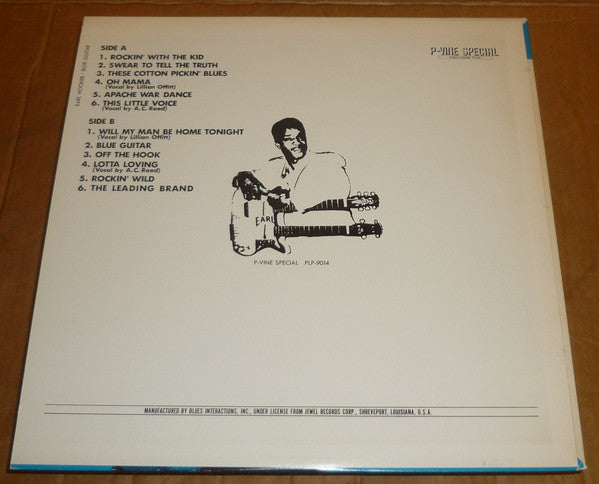 EARL HOOKER · BLUE GUITAR
SIDE A
1. ROCKIN' WITH THE KID
2. SWEAR TO TELL THE TRUTH
3. THESE COTTON PICKIN' BLUES
4. OH MAMA
(Vocal by Lillian Offitt)
5. APACHE WAR DANCE
6. THIS LITTLE VOICE
(Vocal by A.C. Reed)
SIDE B
1. WILL MY MAN BE HOME TONIGHT
(Vocal by Lillian Offitt)
2. BLUE GUITAR
3. OFF THE HOOK
4. LOTTA LOVING
(Vocal by A.C. Reed)
5. ROCKIN' WILD
6. THE LEADING BRAND
P-VINE SPECIAL
EARL
P-VINE SPECIAL PLP-9014
MANUFACTURED BY BLUES INTERACTIONS, INC., UNDER LICENSE FROM JEWEL RECORDS CORP., SHREVEPORT, LOUISIANA, U.S.A.